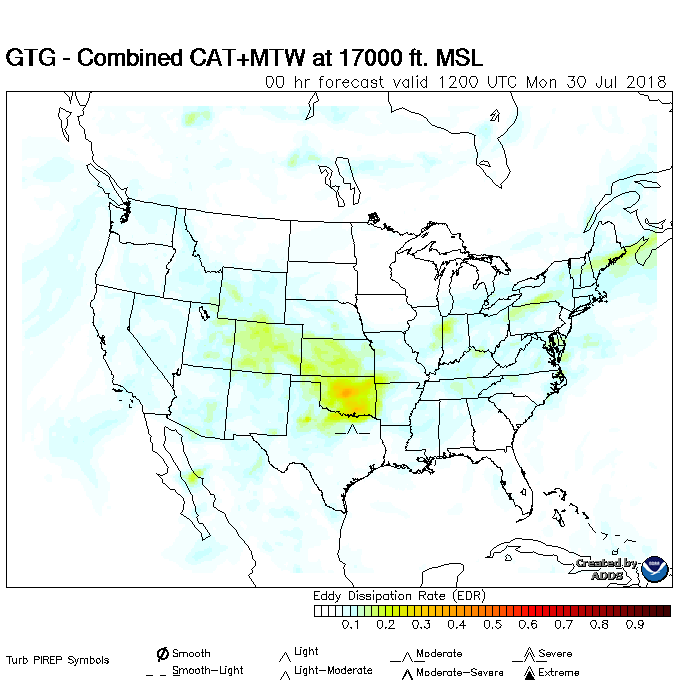 GTG - Combined CAT+MTW at 17000 ft. MSL
00 hr forecast valid 1200 UTC Mon 30 Jul 2018
Created by
ADDS
Eddy Dissipation Rate (EDR)
0.1 0.2 0.3 0.4 0.5 0.6 0.7 0.8 0.9
Turb PIREP Symbols
Smooth Light Moderate Severe
Smooth-Light Light-Moderate Moderate-Severe Extreme